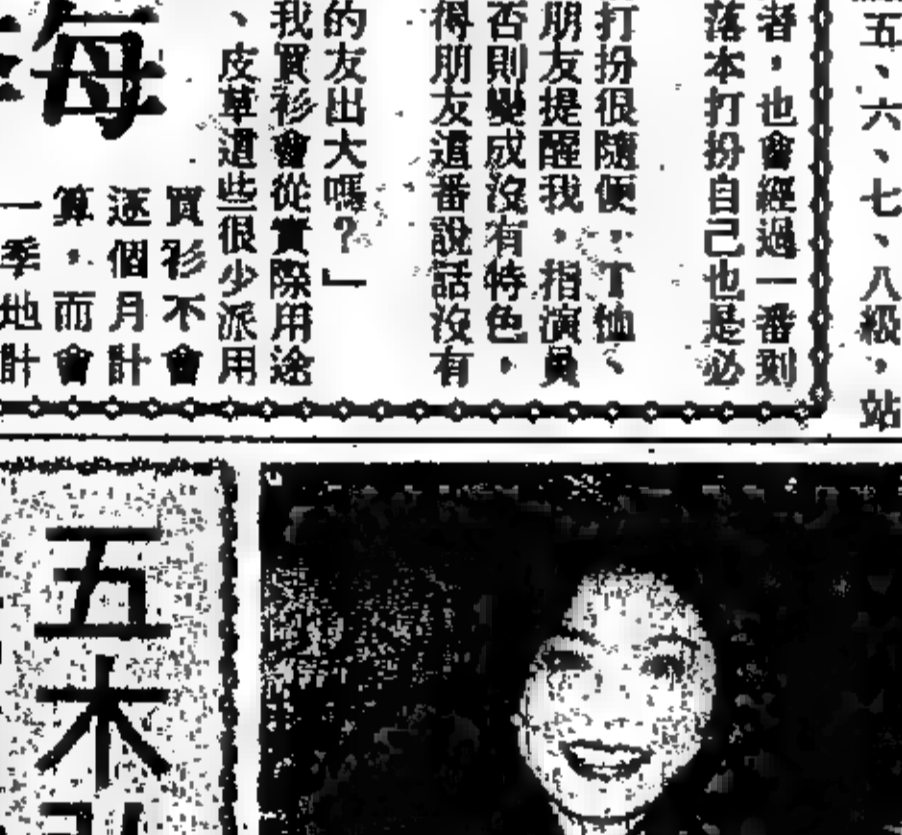 五、六、七、八級，站
者，也會經過一番刻
落本打扮自己也是必
打扮很隨便，T恤、
朋友提醒我，指演員
否則變成沒有特色，
得朋友這番說話沒有
的友出大嗎？」
我買衫會從實際用途
、皮草這些很少派用
買衫不會
逐個月計
算，而會
一季地計
海
五木